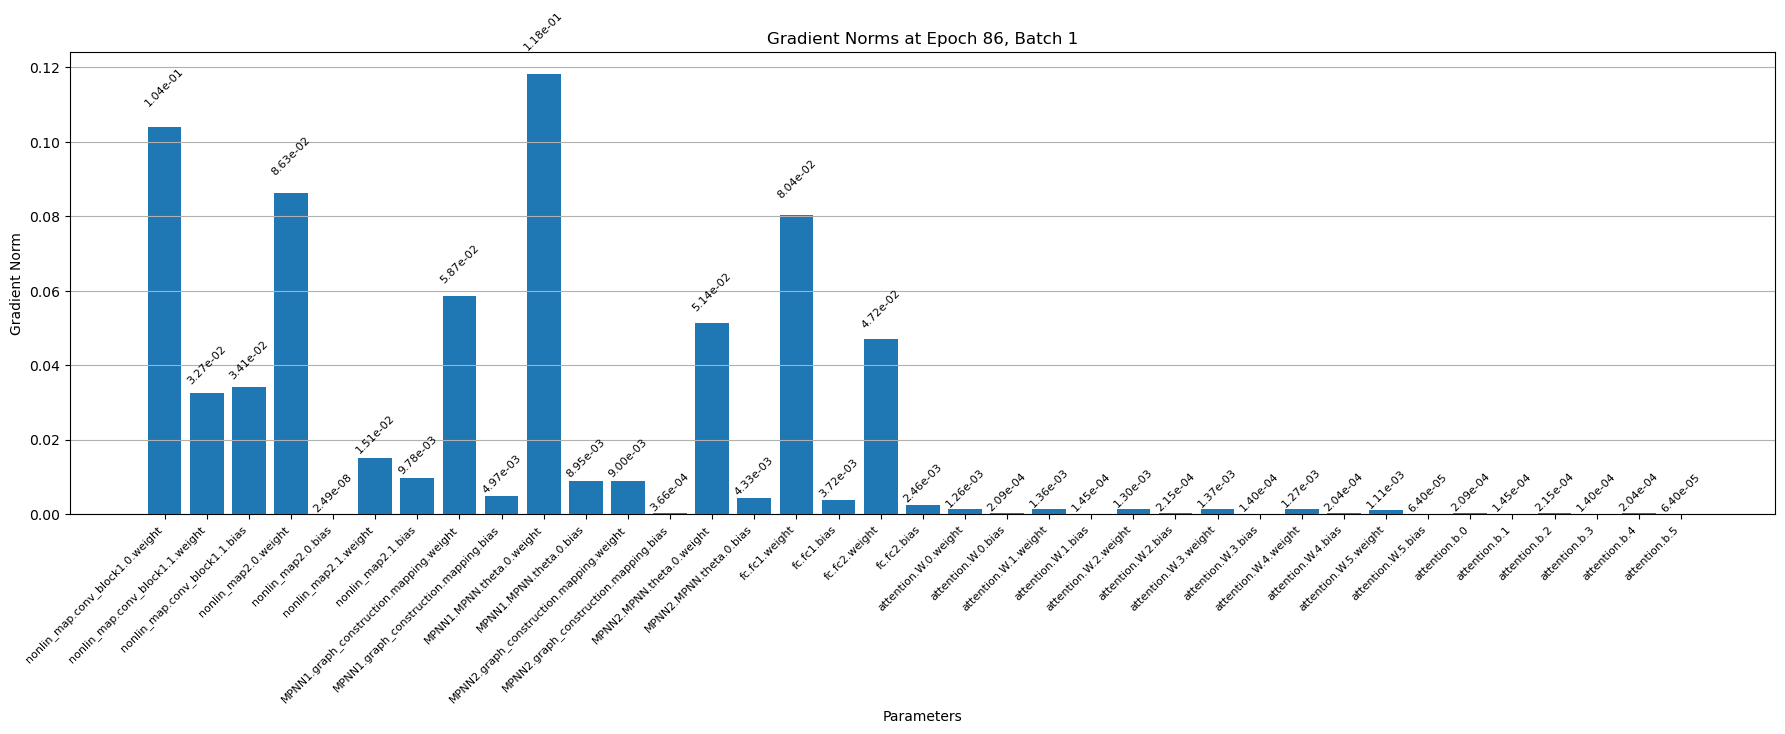 Gradient Norms at Epoch 86, Batch 1
Gradient Norm
0.12
0.10
0.08
0.06
0.04
0.02
0.00
1.04e-01
3.27e-02
3.41e-02
8.63e-02
2.49e-08
1.51e-02
9.78e-03
5.87e-02
4.97e-03
1.18e-01
8.95e-03
9.00e-03
3.66e-04
5.14e-02
4.33e-03
8.04e-02
3.72e-03
4.72e-02
2.46e-03
1.26e-03
2.09e-04
1.36e-03
1.45e-04
1.30e-03
2.15e-04
1.37e-03
1.40e-04
1.27e-03
2.04e-04
1.11e-03
6.40e-05
2.09e-04
1.45e-04
2.15e-04
1.40e-04
2.04e-04
6.40e-05
nonlin_map.conv_block1.0.weight
nonlin_map.conv_block1.1.weight
nonlin_map.conv_block1.1.bias
nonlin_map2.0.weight
nonlin_map2.0.bias
nonlin_map2.1.weight
nonlin_map2.1.bias
MPNN1.graph_construction.mapping.weight
MPNN1.graph_construction.mapping.bias
MPNN1.MPNN.theta.0.weight
MPNN1.MPNN.theta.0.bias
MPNN2.graph_construction.mapping.weight
MPNN2.graph_construction.mapping.bias
MPNN2.MPNN.theta.0.weight
MPNN2.MPNN.theta.0.bias
fc.fc1.weight
fc.fc1.bias
fc.fc2.weight
fc.fc2.bias
attention.W.0.weight
attention.W.0.bias
attention.W.1.weight
attention.W.1.bias
attention.W.2.weight
attention.W.2.bias
attention.W.3.weight
attention.W.3.bias
attention.W.4.weight
attention.W.4.bias
attention.W.5.weight
attention.W.5.bias
attention.b.0
attention.b.1
attention.b.2
attention.b.3
attention.b.4
attention.b.5
Parameters